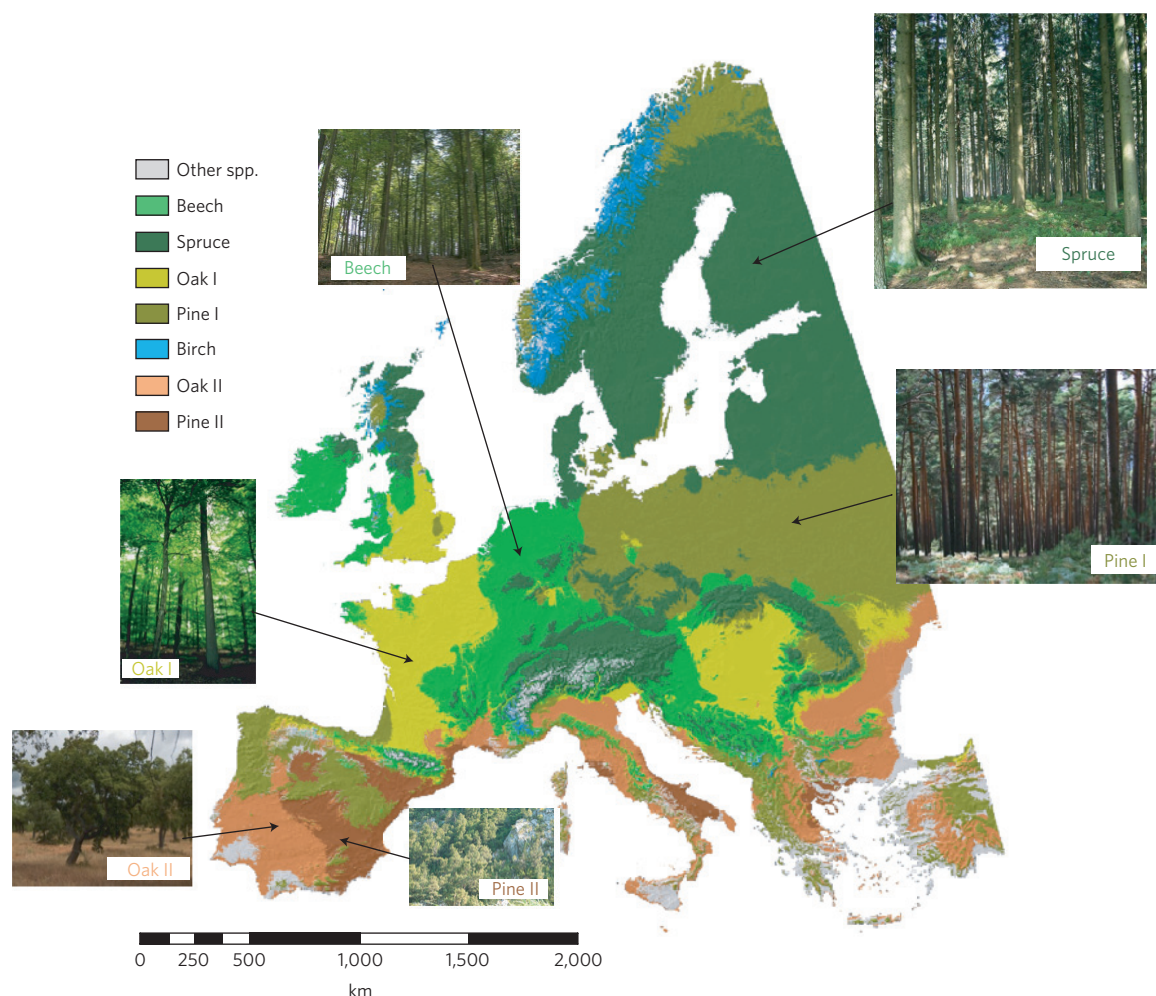 Other spp.
Beech
Spruce
Oak I
Pine I
Birch
Oak II
Pine II
Beech
Spruce
Pine I
Oak I
Oak II
Pine II
0 250 500 1,000 1,500 2,000
km